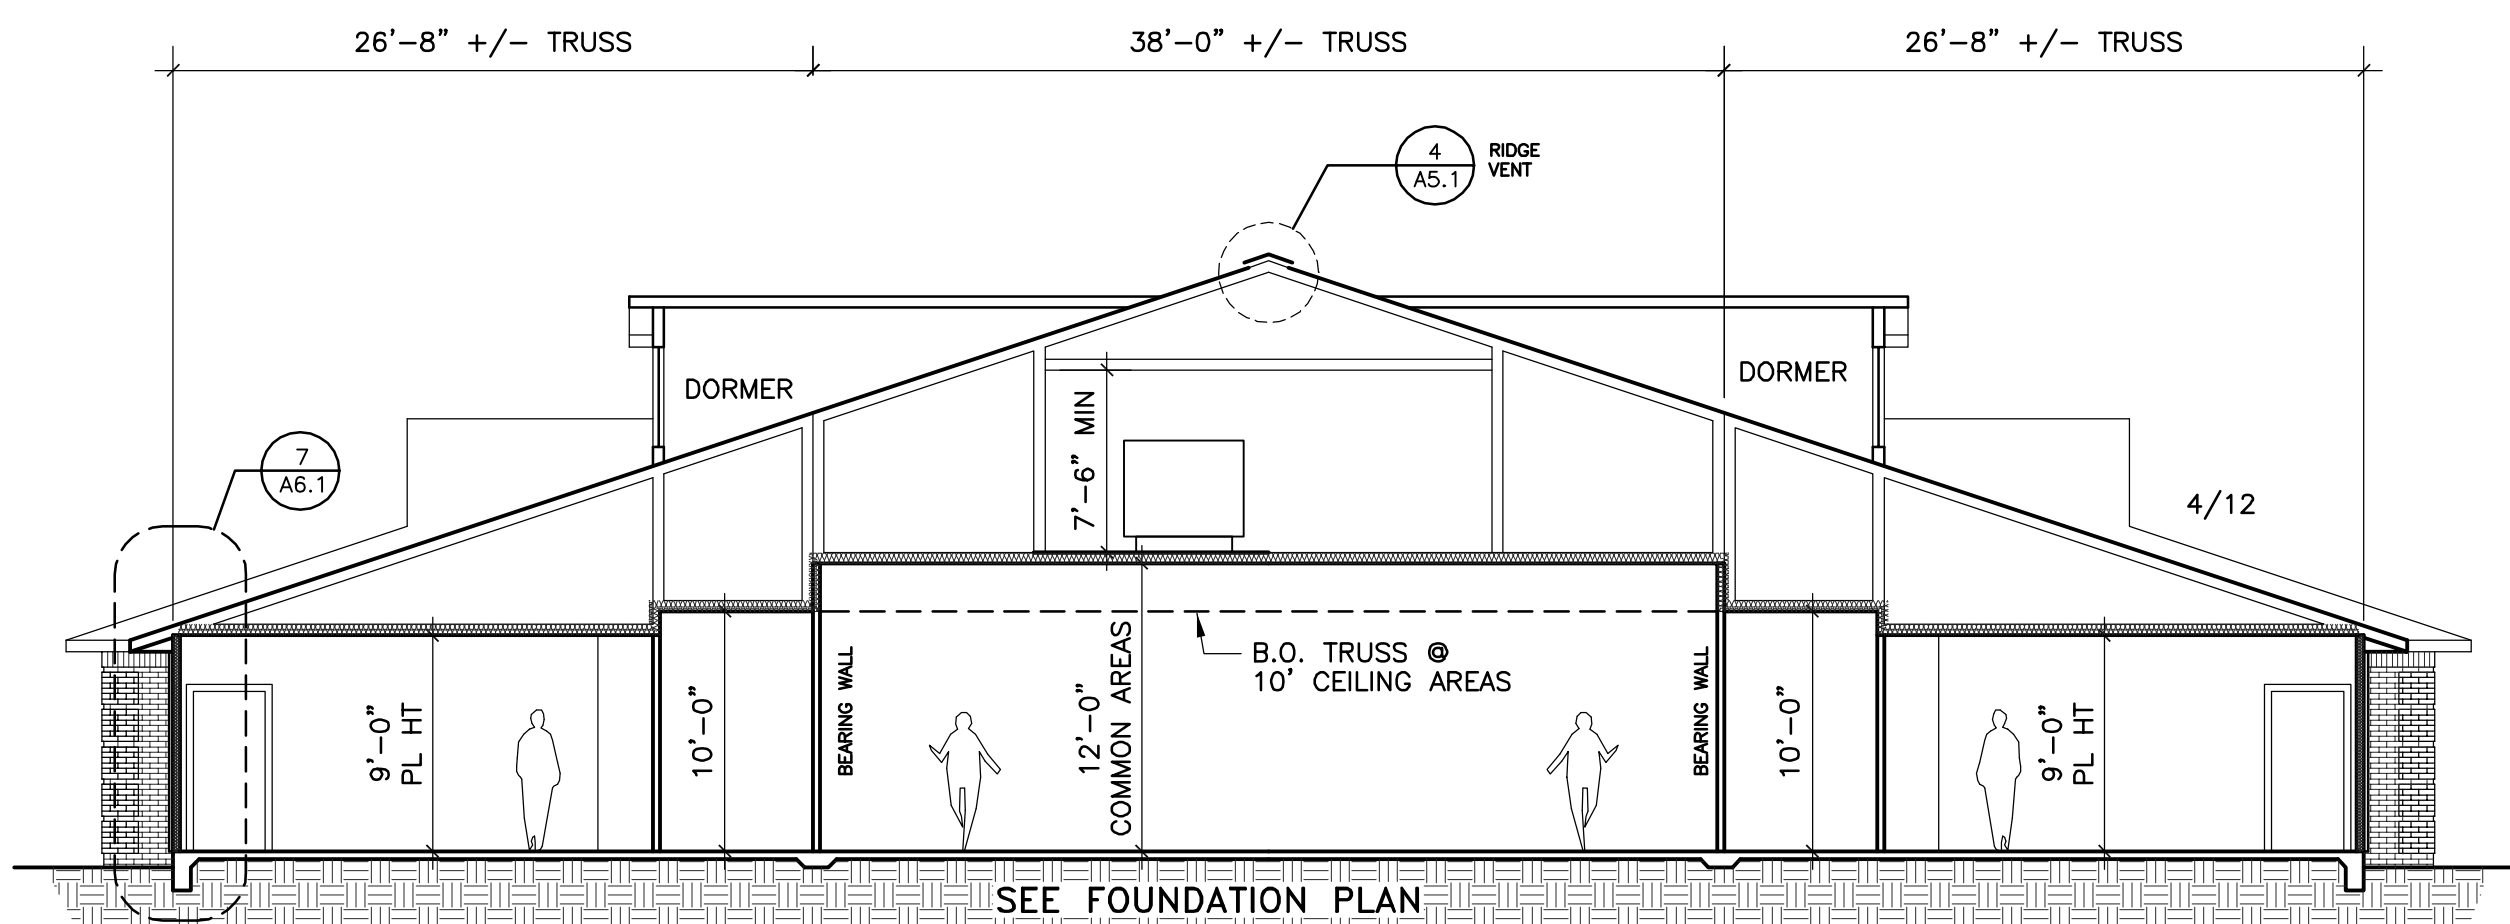 26'-8" +/- TRUSS
38'-0" +/- TRUSS
26'-8" +/- TRUSS
4
A5.1
RIDGE
VENT
DORMER
DORMER
7'-6" MIN
7
A6.1
4/12
B.O. TRUSS @
10' CEILING AREAS
9'-0"
PL HT
10'-0"
BEARING WALL
12'-0"
COMMON AREAS
BEARING WALL
10'-0"
9'-0"
PL HT
SEE FOUNDATION PLAN